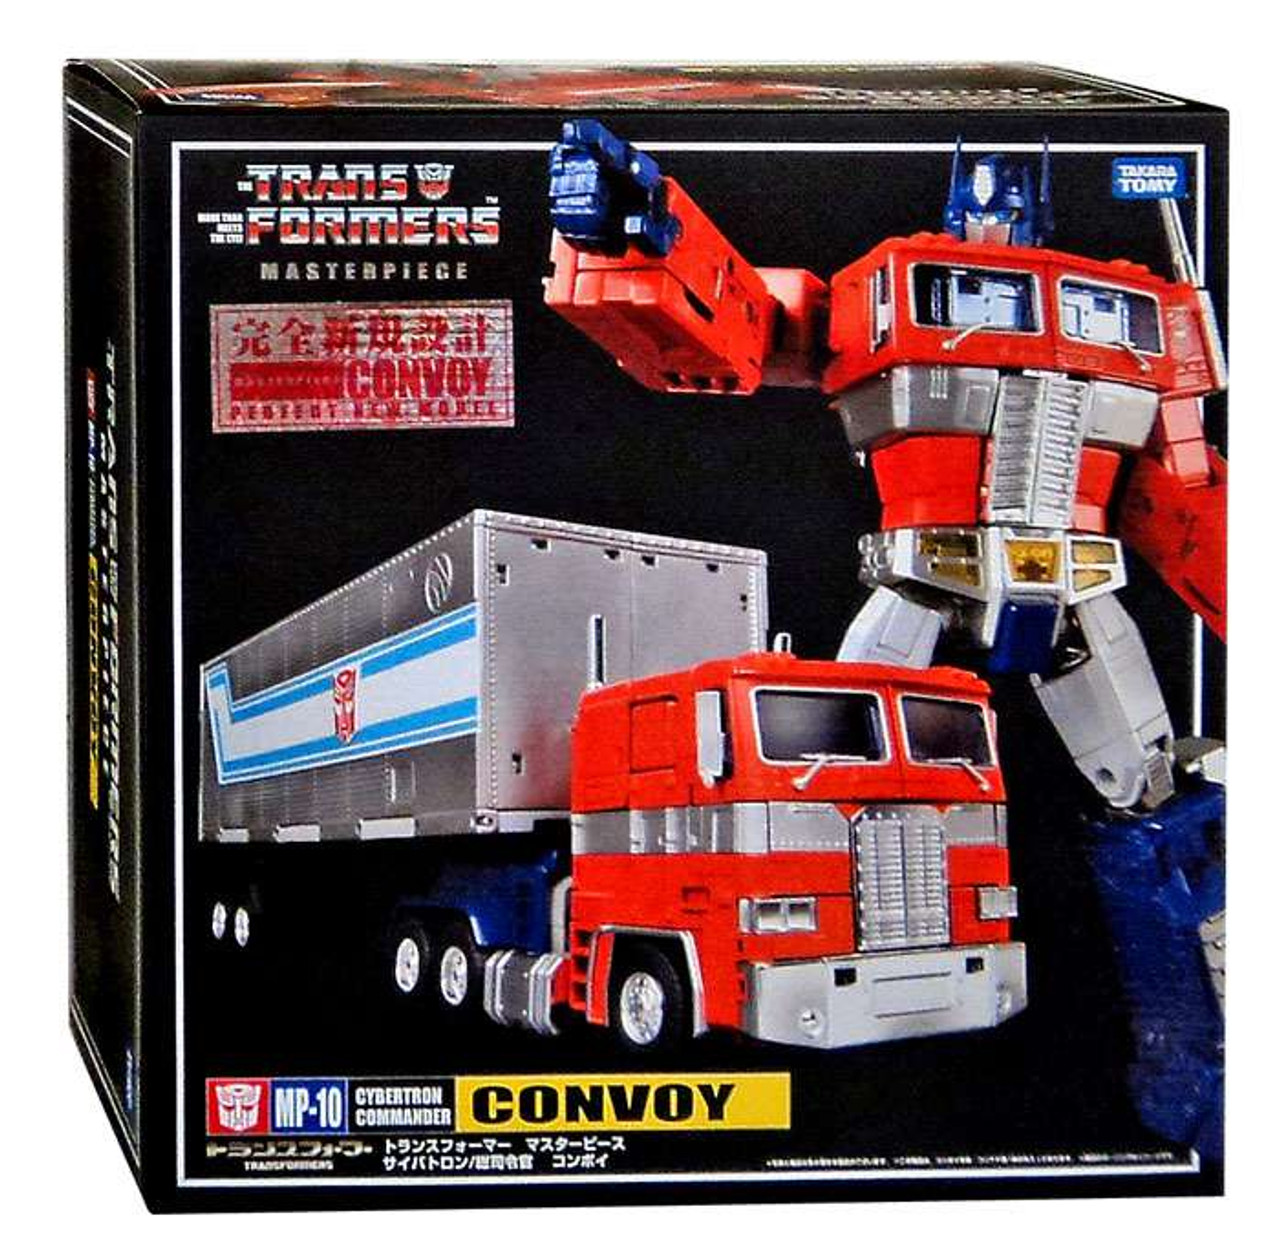 THE TRANSFORMERS™
MORE THAN MEETS THE EYE!
MASTERPIECE
TAKARA TOMY
完全新規設計
MASTERPIECE CONVOY
PERFECT NEW MODEL
MP-10 CYBERTRON COMMANDER CONVOY
トランスフォーマー トランスフォーマー マスターピース
TRANSFORMERS サイバトロン/総司令官 コンボイ